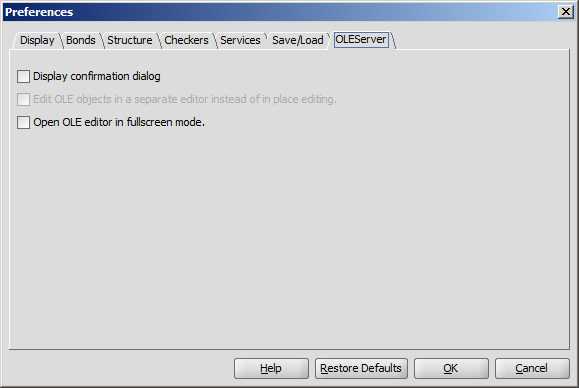 Preferences
Display Bonds Structure Checkers Services Save/Load OLEServer
Display confirmation dialog
Edit OLE objects in a separate editor instead of in place editing.
Open OLE editor in fullscreen mode.
Help Restore Defaults OK Cancel